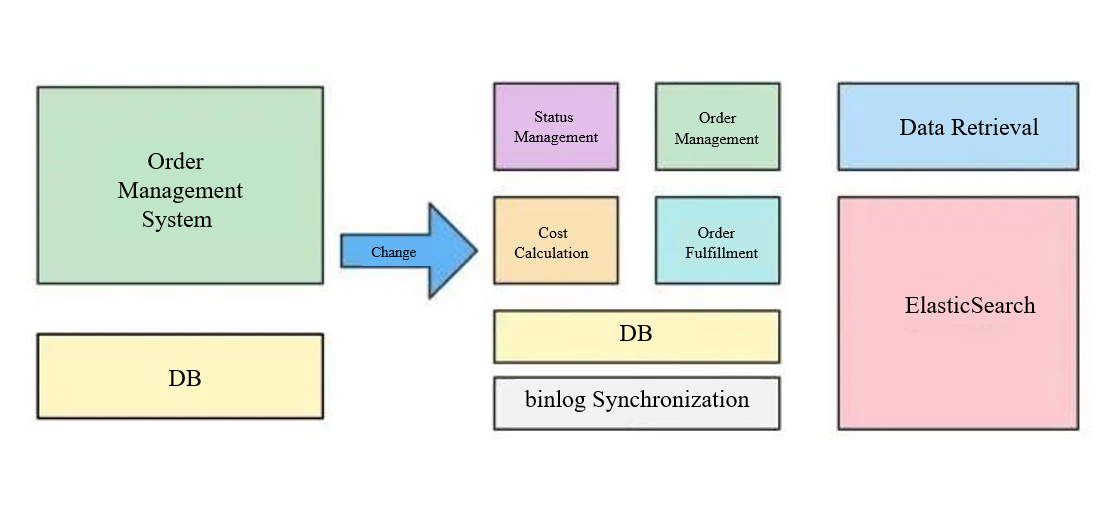 Order
Management
System
DB
Change
Status
Management
Order
Management
Cost
Calculation
Order
Fulfillment
DB
binlog Synchronization
Data Retrieval
ElasticSearch